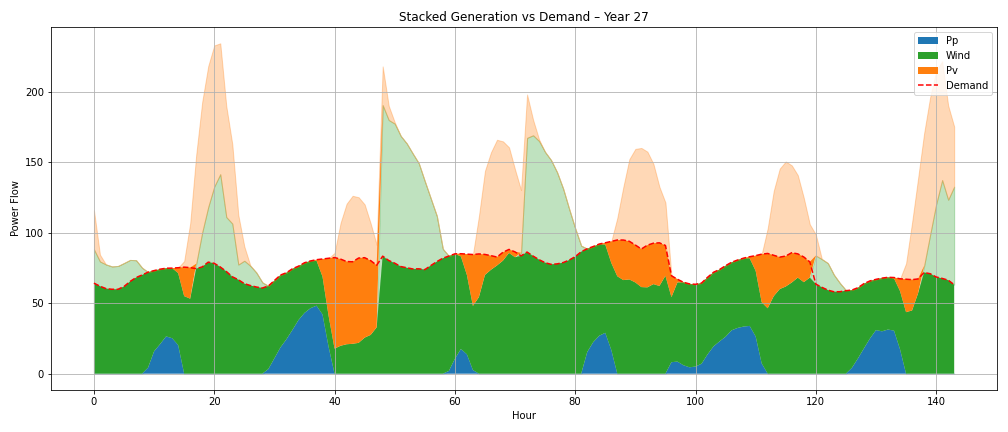 Stacked Generation vs Demand – Year 27
Pp
Wind
Pv
Demand
Power Flow
200
150
100
50
0
0 20 40 60 80 100 120 140
Hour